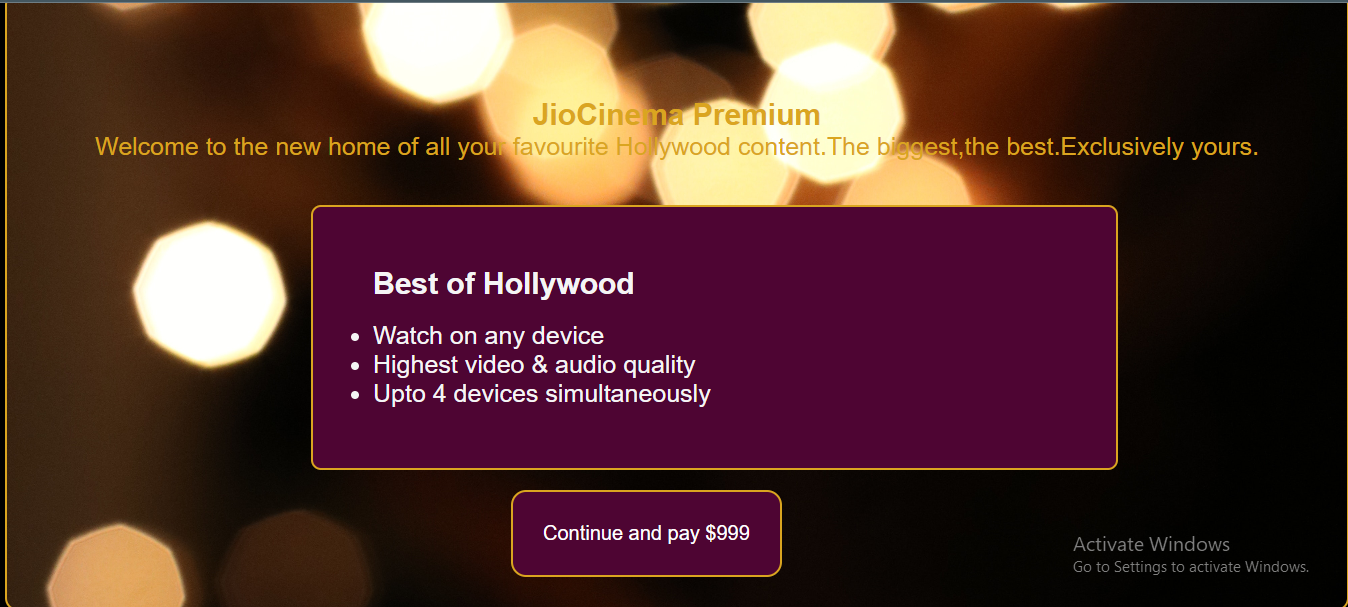 JioCinema Premium
Welcome to the new home of all your favourite Hollywood content.The biggest,the best.Exclusively yours.
Best of Hollywood
Watch on any device
Highest video & audio quality
Upto 4 devices simultaneously
Continue and pay $999
Activate Windows
Go to Settings to activate Windows.